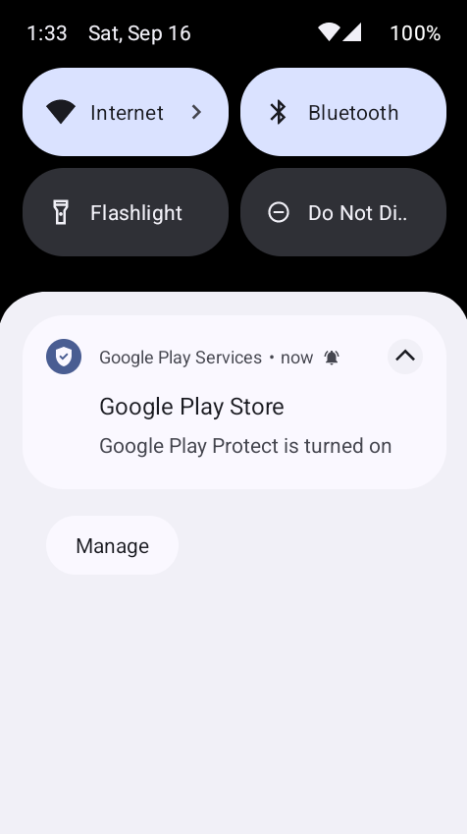 1:33 Sat, Sep 16 100%
Internet Bluetooth
Flashlight Do Not Di..
Google Play Services • now
Google Play Store
Google Play Protect is turned on
Manage